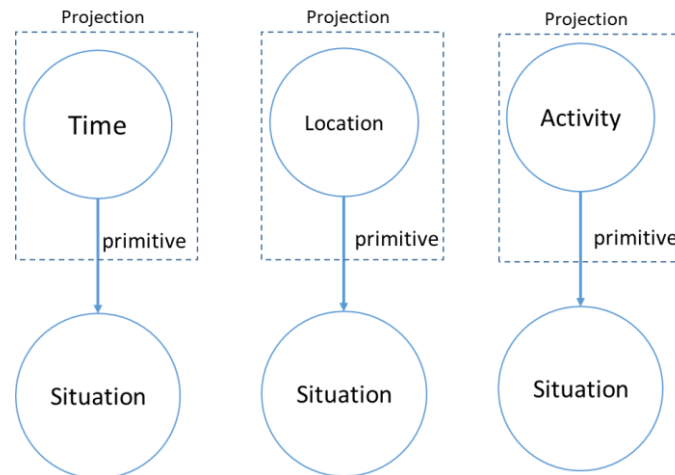 Projection
Time
primitive
Situation
Projection
Location
primitive
Situation
Projection
Activity
primitive
Situation